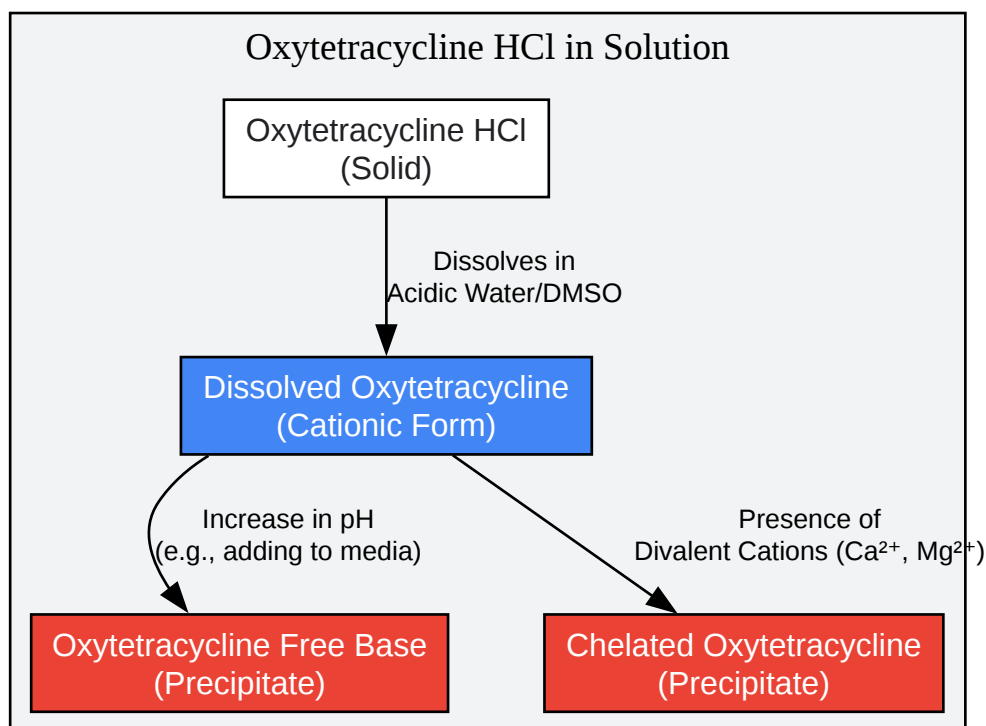 Oxytetracycline HCl in Solution
Oxytetracycline HCl
(Solid)
Dissolves in
Acidic Water/DMSO
Dissolved Oxytetracycline
(Cationic Form)
Increase in pH
(e.g., adding to media)
Presence of
Divalent Cations (Ca²⁺, Mg²⁺)
Oxytetracycline Free Base
(Precipitate)
Chelated Oxytetracycline
(Precipitate)